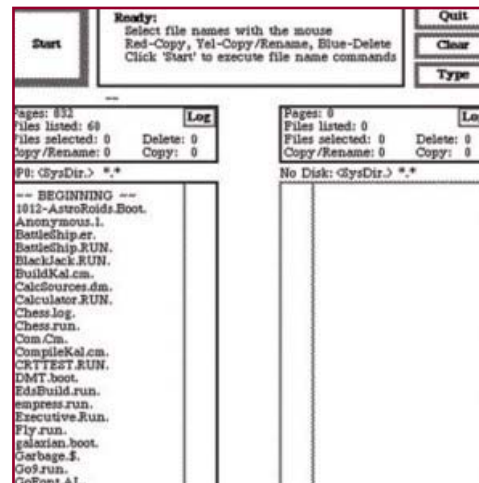 Start
Ready:
Select file names with the mouse
Red-Copy, Yel-Copy/Rename, Blue-Delete
Click 'Start' to execute file name commands
Quit
Clear
Type
Pages: 832
Files listed: 60
Files selected: 0 Delete: 0
Copy/Rename: 0 Copy: 0
Log
DP0: <SysDir.> *.*
-- BEGINNING --
1012-AstroRoids.Boot.
Anonymous.1.
BattleShip.er.
BattleShip.RUN.
BlackJack.RUN.
BuildKal.cm.
CalcSources.dm.
Calculator.RUN.
Chess.log.
Chess.run.
Com.Cm.
CompileKal.cm.
CRTTEST.RUN.
DMT.boot.
EdsBuild.run.
empress.run.
Executive.Run.
Fly.run.
galaxian.boot.
Garbage.$.
Go9.run.
GoFont.AL.
Pages: 0
Files listed: 0
Files selected: 0 Delete: 0
Copy/Rename: 0 Copy: 0
Log
No Disk: <SysDir.> *.*